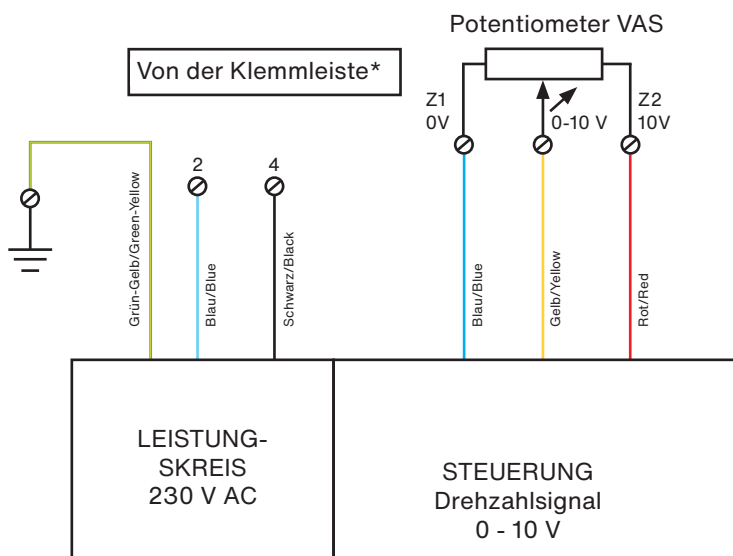 Potentiometer VAS
Von der Klemmleiste*
Z1
0V
0-10 V
Z2
10V
2
4
Grün-Gelb/Green-Yellow
Blau/Blue
Schwarz/Black
Blau/Blue
Gelb/Yellow
Rot/Red
LEISTUNG-
SKREIS
230 V AC
STEUERUNG
Drehzahlsignal
0 - 10 V